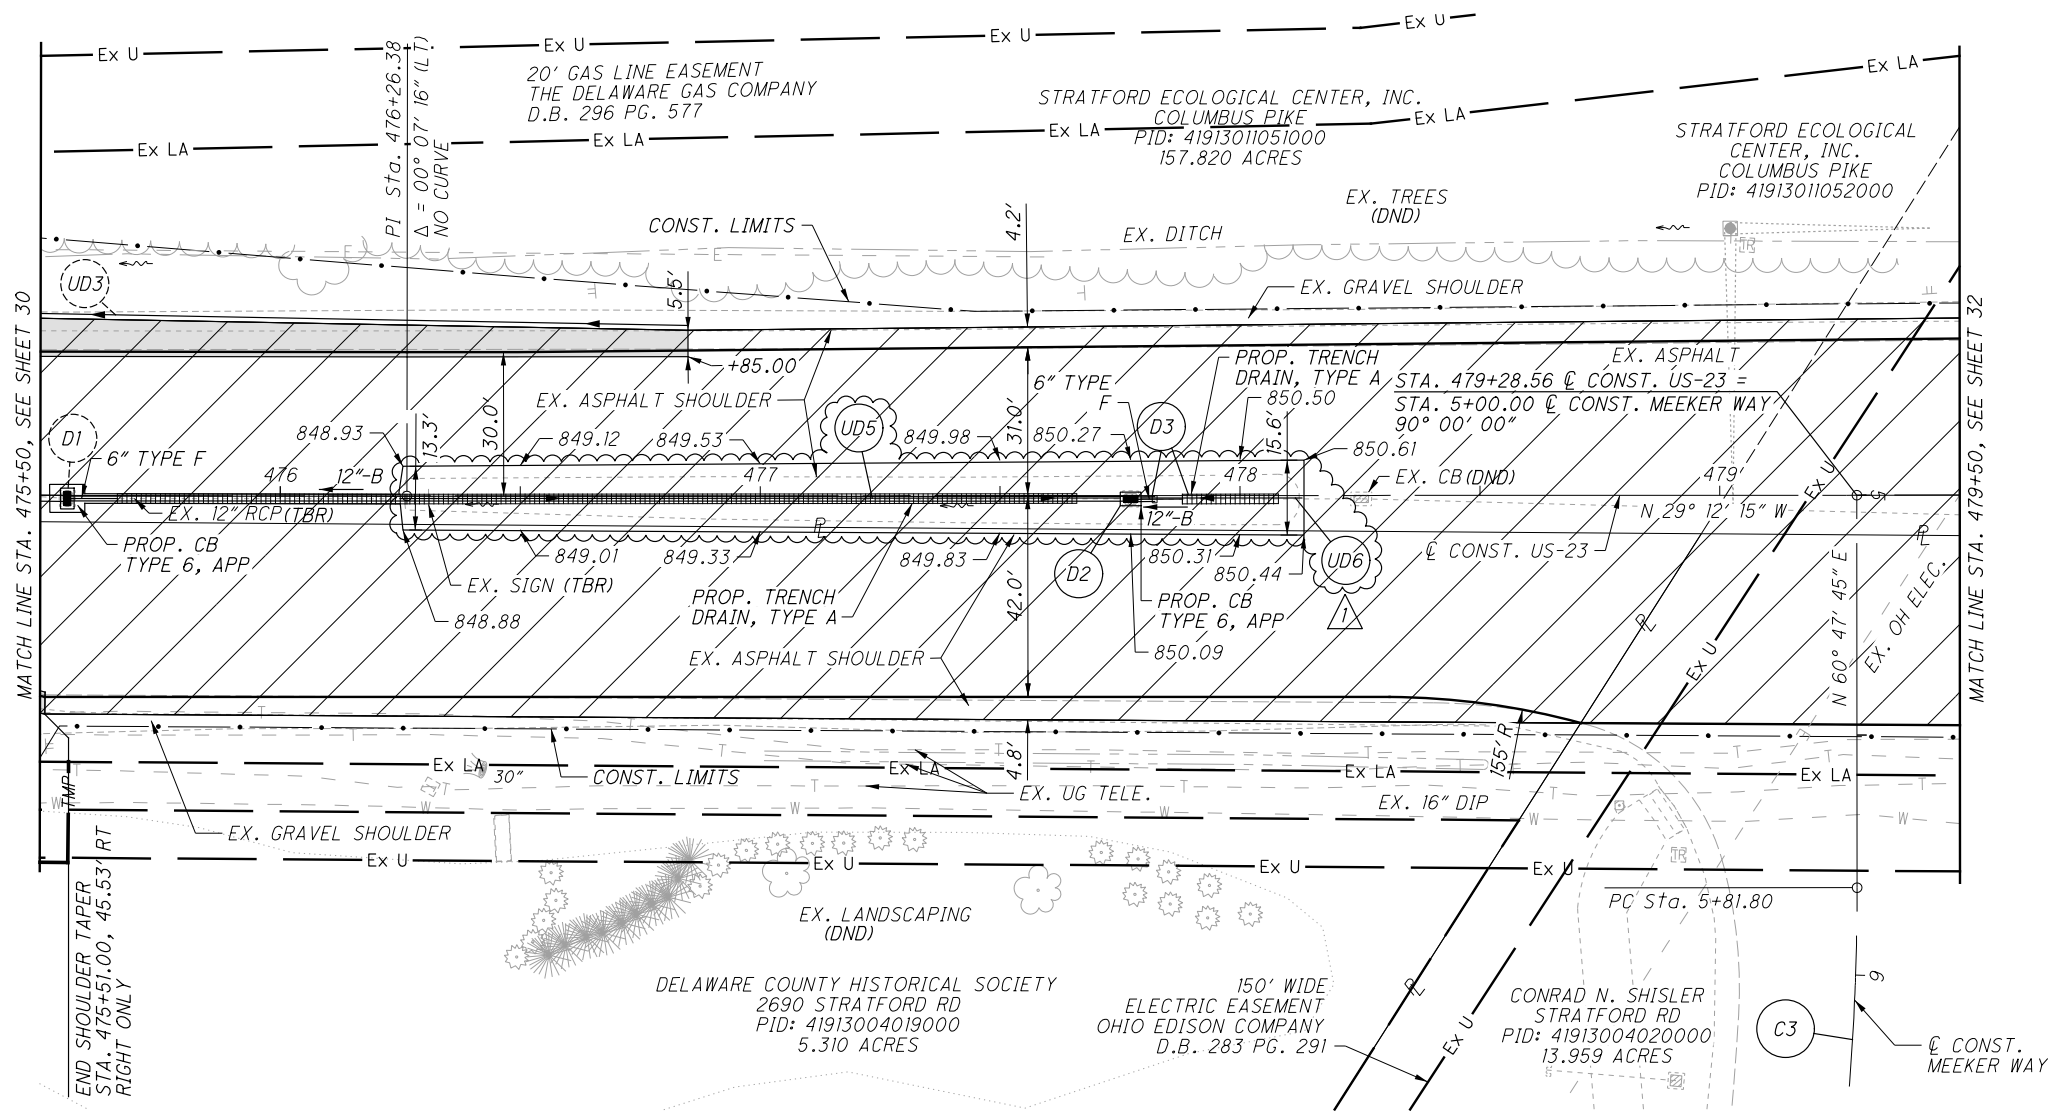 Ex U
Ex U
Ex U
Ex U
20' GAS LINE EASEMENT
THE DELAWARE GAS COMPANY
D.B. 296 PG. 577
PI Sta. 476+26.38
Δ = 00° 07' 16" (LT)
NO CURVE
Ex LA
Ex LA
Ex LA
Ex LA
Ex LA
STRATFORD ECOLOGICAL CENTER, INC.
COLUMBUS PIKE
PID: 41913011051000
157.820 ACRES
STRATFORD ECOLOGICAL
CENTER, INC.
COLUMBUS PIKE
PID: 41913011052000
EX. TREES
(DND)
CONST. LIMITS
4.2'
EX. DITCH
TR
UD3
5.5'
EX. GRAVEL SHOULDER
MATCH LINE STA. 475+50, SEE SHEET 30
MATCH LINE STA. 479+50, SEE SHEET 32
+85.00
PROP. TRENCH
DRAIN, TYPE A
EX. ASPHALT
6" TYPE
F
STA. 479+28.56 ℄ CONST. US-23 =
STA. 5+00.00 ℄ CONST. MEEKER WAY
90° 00' 00"
EX. ASPHALT SHOULDER
850.50
30.0'
31.0'
13.3'
15.6'
848.93
849.12
849.53
UD5
849.98
850.27
D3
850.61
D1
6" TYPE F
476
12"-B
477
478
EX. CB (DND)
479
Ex U
5
EX. 12" RCP (TBR)
12"-B
N 29° 12' 15" W
PL
PL
PROP. CB
TYPE 6, APP
849.01
849.33
849.83
850.31
850.44
UD6
℄ CONST. US-23
EX. SIGN (TBR)
D2
PROP. TRENCH
DRAIN, TYPE A
42.0'
PROP. CB
TYPE 6, APP
1
848.88
850.09
EX. ASPHALT SHOULDER
PL
Ex U
N 60° 47' 45" E
EX. OH ELEC.
155' R
T
T
T
T
T
Ex LA
30"
CONST. LIMITS
Ex LA
4.8'
Ex LA
Ex LA
TMP
T
T
T
T
T
EX. UG TELE.
EX. 16" DIP
W
W
W
W
W
W
EX. GRAVEL SHOULDER
Ex U
Ex U
Ex U
Ex U
TR
PC Sta. 5+81.80
END SHOULDER TAPER
STA. 475+51.00, 45.53' RT
RIGHT ONLY
EX. LANDSCAPING
(DND)
DELAWARE COUNTY HISTORICAL SOCIETY
2690 STRATFORD RD
PID: 41913004019000
5.310 ACRES
150' WIDE
ELECTRIC EASEMENT
OHIO EDISON COMPANY
D.B. 283 PG. 291
PL
Ex U
CONRAD N. SHISLER
STRATFORD RD
PID: 41913004020000
13.959 ACRES
6
C3
℄ CONST.
MEEKER WAY